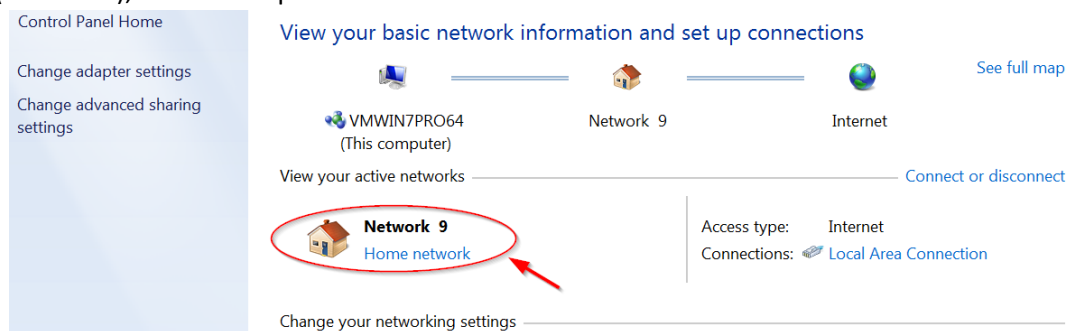 Control Panel Home
Change adapter settings
Change advanced sharing
settings
View your basic network information and set up connections
See full map
VMWIN7PRO64
(This computer)
Network 9
Internet
View your active networks
Connect or disconnect
Network 9
Home network
Access type: Internet
Connections: Local Area Connection
Change your networking settings